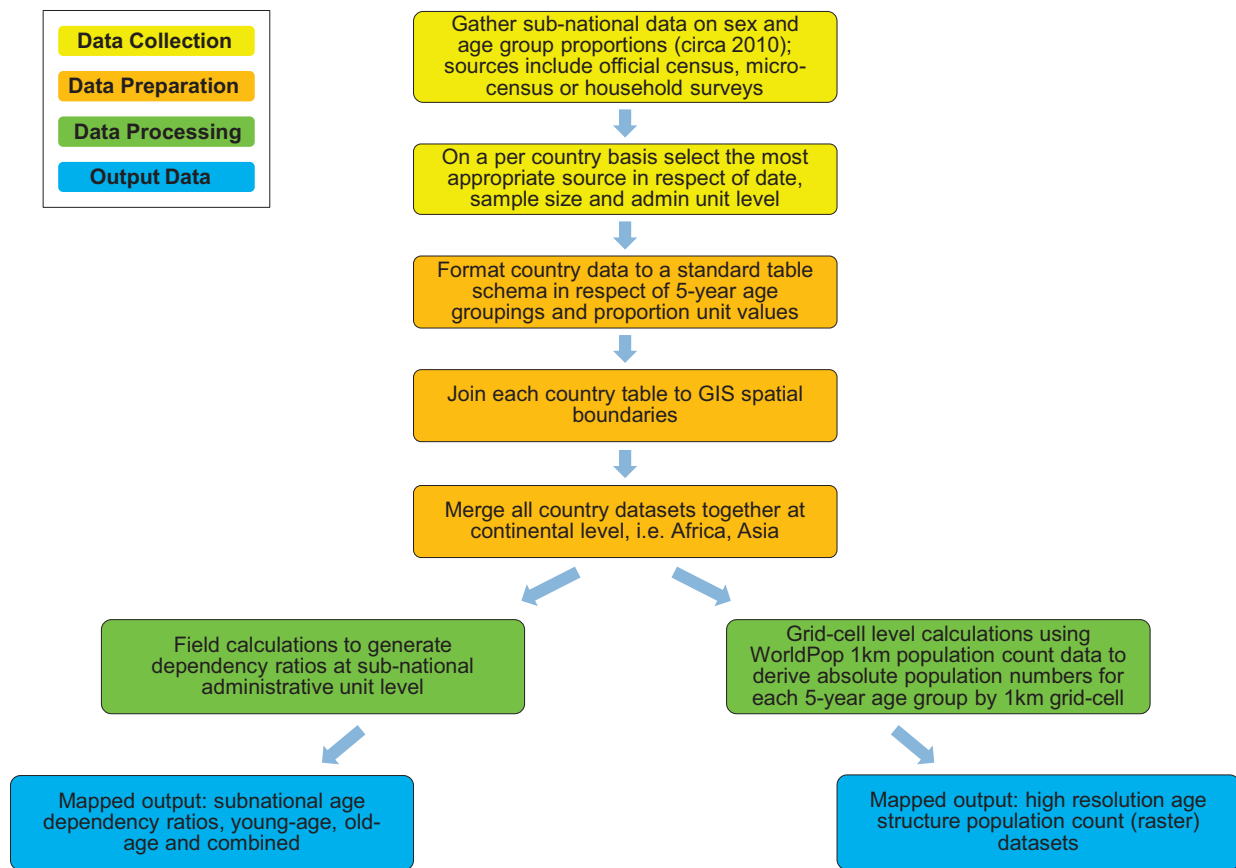 Data Collection
Data Preparation
Data Processing
Output Data
Gather sub-national data on sex and
age group proportions (circa 2010);
sources include official census, micro-
census or household surveys
On a per country basis select the most
appropriate source in respect of date,
sample size and admin unit level
Format country data to a standard table
schema in respect of 5-year age
groupings and proportion unit values
Join each country table to GIS spatial
boundaries
Merge all country datasets together at
continental level, i.e. Africa, Asia
Field calculations to generate
dependency ratios at sub-national
administrative unit level
Grid-cell level calculations using
WorldPop 1km population count data to
derive absolute population numbers for
each 5-year age group by 1km grid-cell
Mapped output: subnational age
dependency ratios, young-age, old-
age and combined
Mapped output: high resolution age
structure population count (raster)
datasets